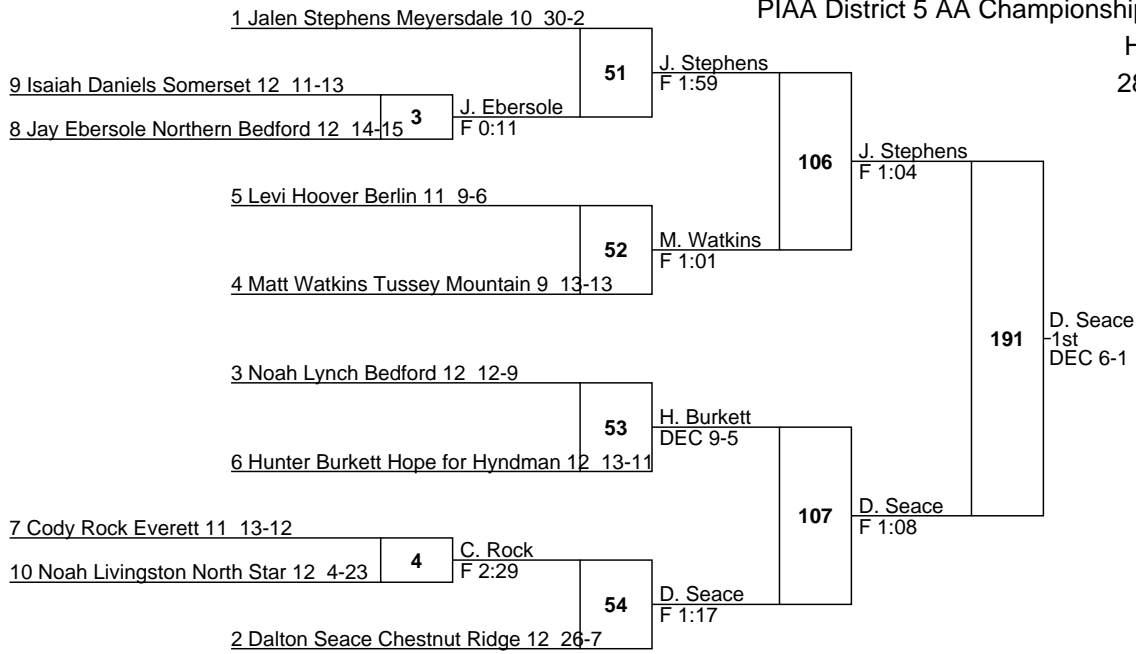 PIAA District 5 AA Championship
H
28
1 Jalen Stephens Meyersdale 10 30-2
51
J. Stephens
F 1:59
9 Isaiah Daniels Somerset 12 11-13
3
J. Ebersole
F 0:11
8 Jay Ebersole Northern Bedford 12 14-15
106
J. Stephens
F 1:04
5 Levi Hoover Berlin 11 9-6
52
M. Watkins
F 1:01
4 Matt Watkins Tussey Mountain 9 13-13
191
D. Seace
1st
DEC 6-1
3 Noah Lynch Bedford 12 12-9
53
H. Burkett
DEC 9-5
6 Hunter Burkett Hope for Hyndman 12 13-11
107
D. Seace
F 1:08
7 Cody Rock Everett 11 13-12
4
C. Rock
F 2:29
10 Noah Livingston North Star 12 4-23
54
D. Seace
F 1:17
2 Dalton Seace Chestnut Ridge 12 26-7